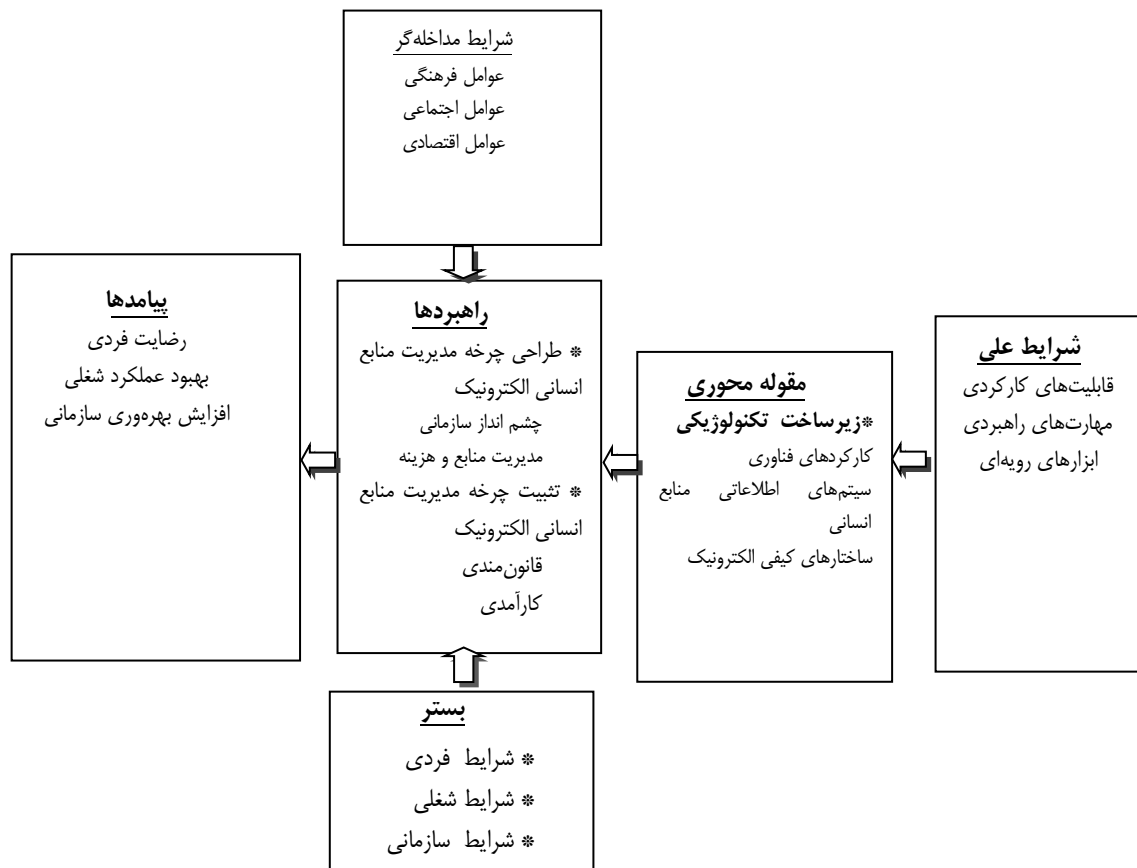 شرایط مداخله‌گر
عوامل فرهنگی
عوامل اجتماعی
عوامل اقتصادی
شرایط علی
قابلیت‌های کارکردی
مهارت‌های راهبردی
ابزارهای رویه‌ای
مقوله محوری
*زیرساخت تکنولوژیکی
کارکردهای فناوری
سیتم‌های اطلاعاتی منابع
انسانی
ساختارهای کیفی الکترونیک
راهبردها
* طراحی چرخه مدیریت منابع
انسانی الکترونیک
چشم انداز سازمانی
مدیریت منابع و هزینه
* تثبیت چرخه مدیریت منابع
انسانی الکترونیک
قانون‌مندی
کارآمدی
پیامدها
رضایت فردی
بهبود عملکرد شغلی
افزایش بهره‌وری سازمانی
بستر
* شرایط فردی
* شرایط شغلی
* شرایط سازمانی